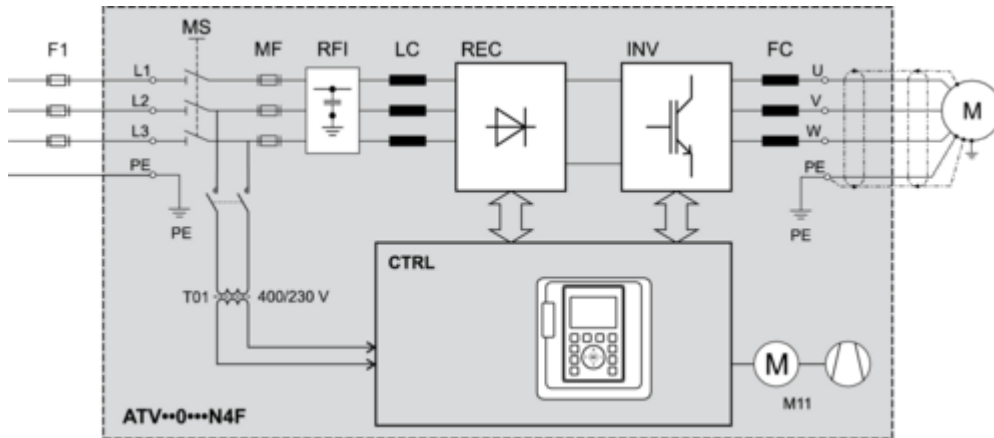 F1
MS
MF
RFI
LC
REC
INV
FC
L1
L2
L3
PE
PE
U
V
W
PE
PE
M
CTRL
T01
400/230 V
M
M11
ATV••0•••N4F